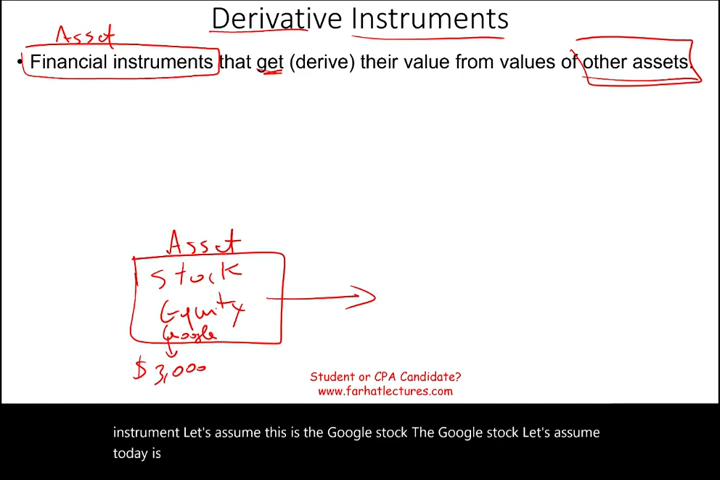 Derivative Instruments
Asset
• Financial instruments that get (derive) their value from values of other assets.
Asset
Stock
Equity
Google
$3,000
Student or CPA Candidate?
www.farhatlectures.com
instrument Let's assume this is the Google stock The Google stock Let's assume
today is